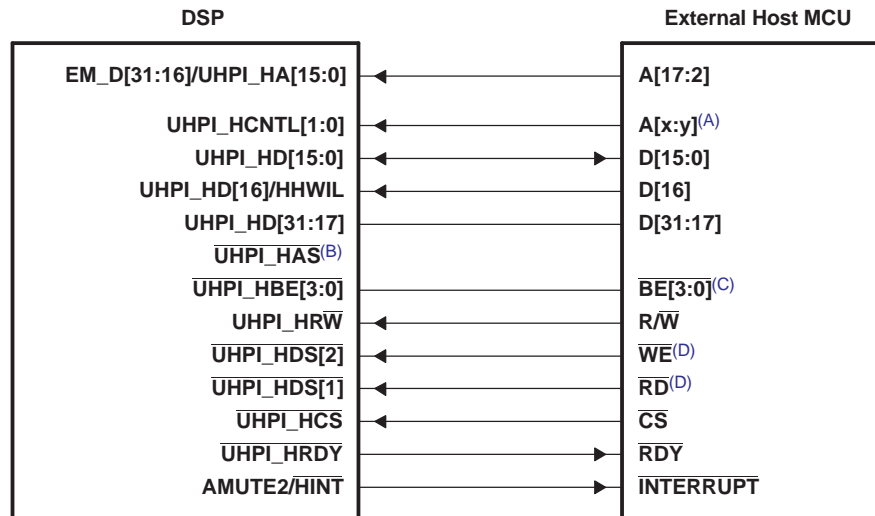 DSP External Host MCU
EM_D[31:16]/UHPI_HA[15:0] A[17:2]
UHPI_HCNTL[1:0] A[x:y](A)
UHPI_HD[15:0] D[15:0]
UHPI_HD[16]/HHWIL D[16]
UHPI_HD[31:17] D[31:17]
UHPI_HAS(B)
UHPI_HBE[3:0] BE[3:0](C)
UHPI_HRW R/W
UHPI_HDS[2] WE(D)
UHPI_HDS[1] RD(D)
UHPI_HCS CS
UHPI_HRDY RDY
AMUTE2/HINT INTERRUPT